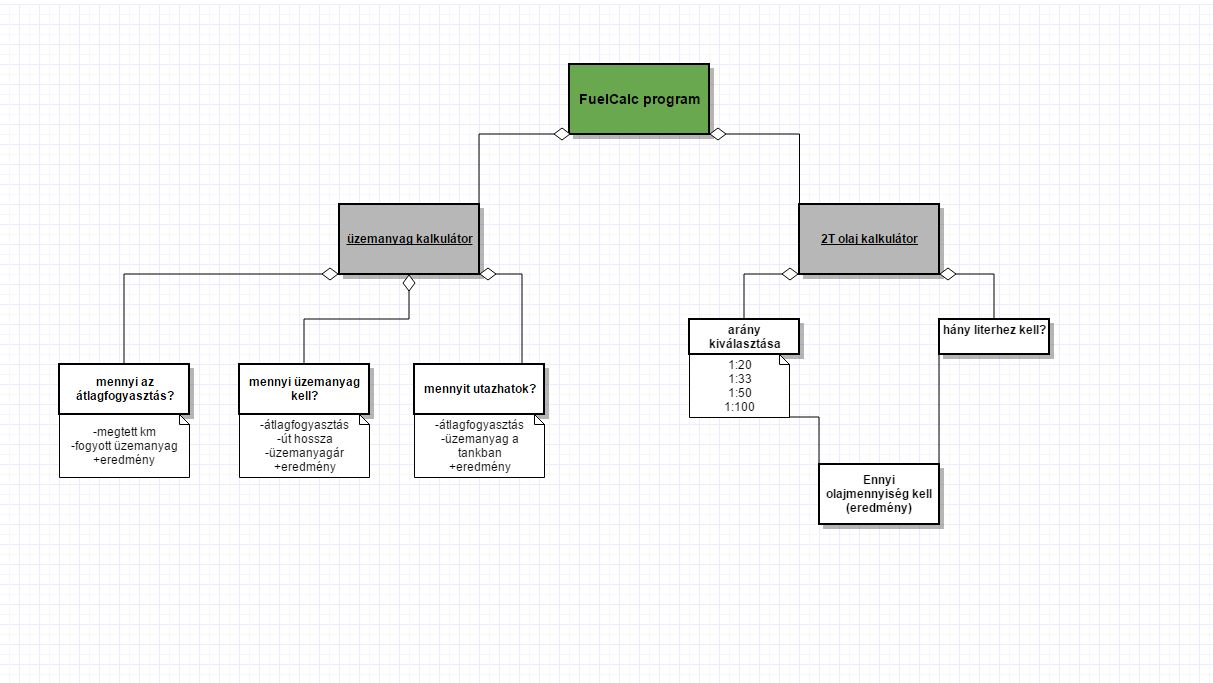 FuelCalc program
üzemanyag kalkulátor
2T olaj kalkulátor
mennyi az
átlagfogyasztás?
-megtett km
-fogyott üzemanyag
+eredmény
mennyi üzemanyag
kell?
-átlagfogyasztás
-út hossza
-üzemanyagár
+eredmény
mennyit utazhatok?
-átlagfogyasztás
-üzemanyag a
tankban
+eredmény
arány
kiválasztása
1:20
1:33
1:50
1:100
hány literhez kell?
Ennyi
olajmennyiség kell
(eredmény)